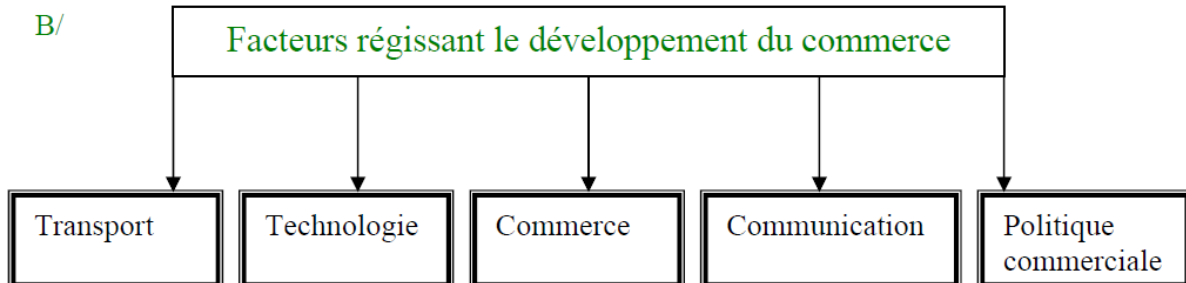 B/
Facteurs régissant le développement du commerce
Transport
Technologie
Commerce
Communication
Politique
commerciale